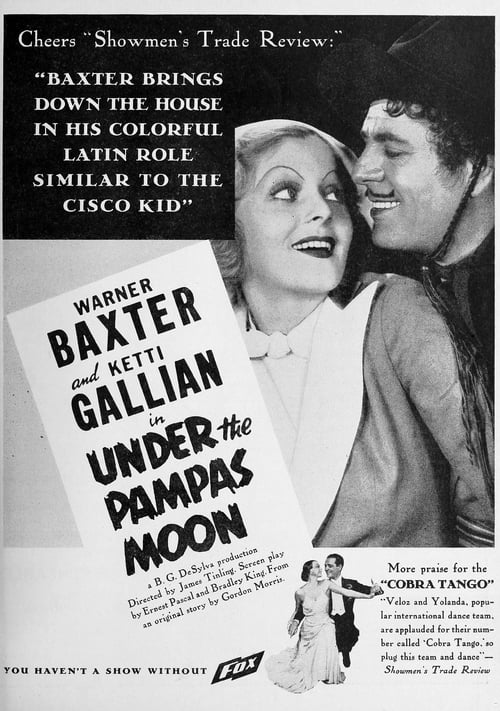 Cheers "Showmen's Trade Review:"
"BAXTER BRINGS
DOWN THE HOUSE
IN HIS COLORFUL
LATIN ROLE
SIMILAR TO THE
CISCO KID"
WARNER
BAXTER
and KETTI
GALLIAN
in
UNDER the
PAMPAS
MOON
a B. G. DeSylva production
Directed by James Tinling. Screen play
by Ernest Pascal and Bradley King. From
an original story by Gordon Morris.
More praise for the
"COBRA TANGO"
"Veloz and Yolanda, popu-
lar international dance team,
are applauded for their num-
ber called 'Cobra Tango,' so
plug this team and dance"—
Showmen's Trade Review
YOU HAVEN'T A SHOW WITHOUT FOX